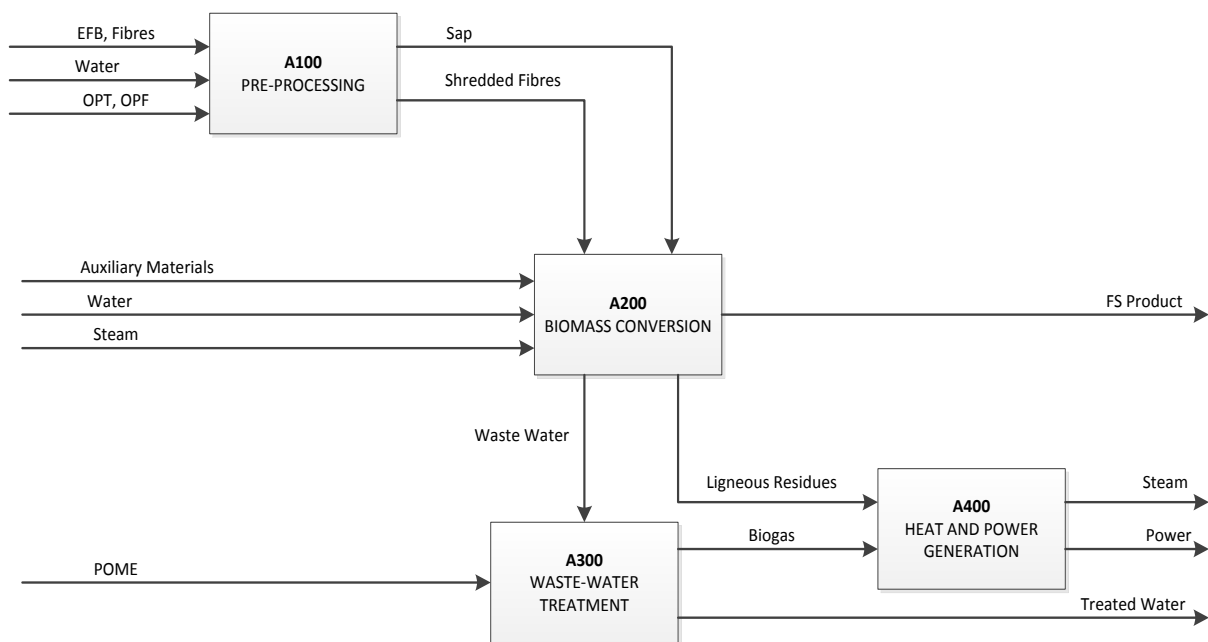 EFB, Fibres
Water
OPT, OPF
A100
PRE-PROCESSING
Sap
Shredded Fibres
Auxiliary Materials
Water
Steam
A200
BIOMASS CONVERSION
FS Product
Waste Water
Ligneous Residues
A400
HEAT AND POWER
GENERATION
Steam
Power
POME
A300
WASTE-WATER
TREATMENT
Biogas
Treated Water